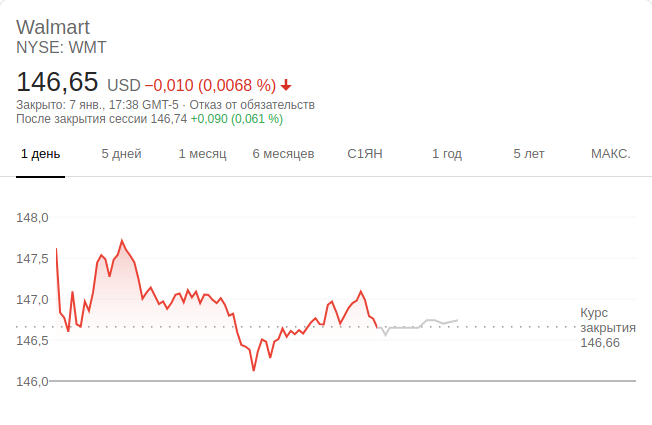 Walmart
NYSE: WMT
146,65 USD −0,010 (0,0068 %)
Закрыто: 7 янв., 17:38 GMT-5 · Отказ от обязательств
После закрытия сессии 146,74 +0,090 (0,061 %)
1 день 5 дней 1 месяц 6 месяцев С1ЯН 1 год 5 лет МАКС.
148,0
147,5
147,0
146,5
146,0
Курс
закрытия
146,66